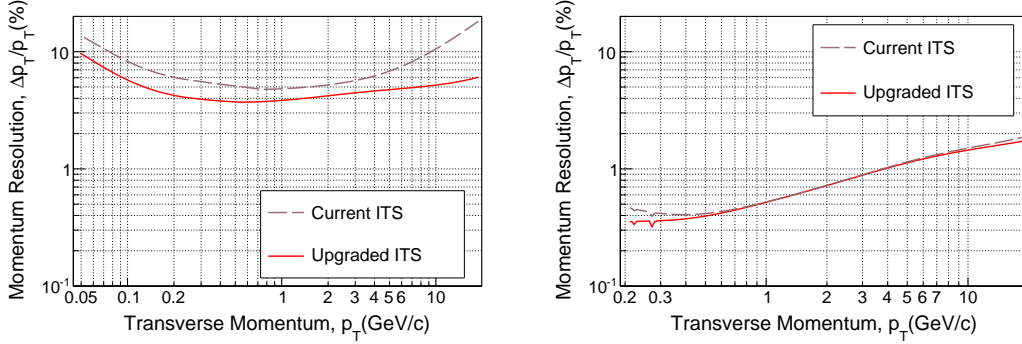 Momentum Resolution, Δp_T/p_T(%)
10
1
10^-1
Current ITS
Upgraded ITS
0.05 0.1 0.2 1 2 3 4 5 6 10
Transverse Momentum, p_T(GeV/c)
Momentum Resolution, Δp_T/p_T(%)
10
1
10^-1
Current ITS
Upgraded ITS
0.2 0.3 1 2 3 4 5 6 7 10
Transverse Momentum, p_T(GeV/c)